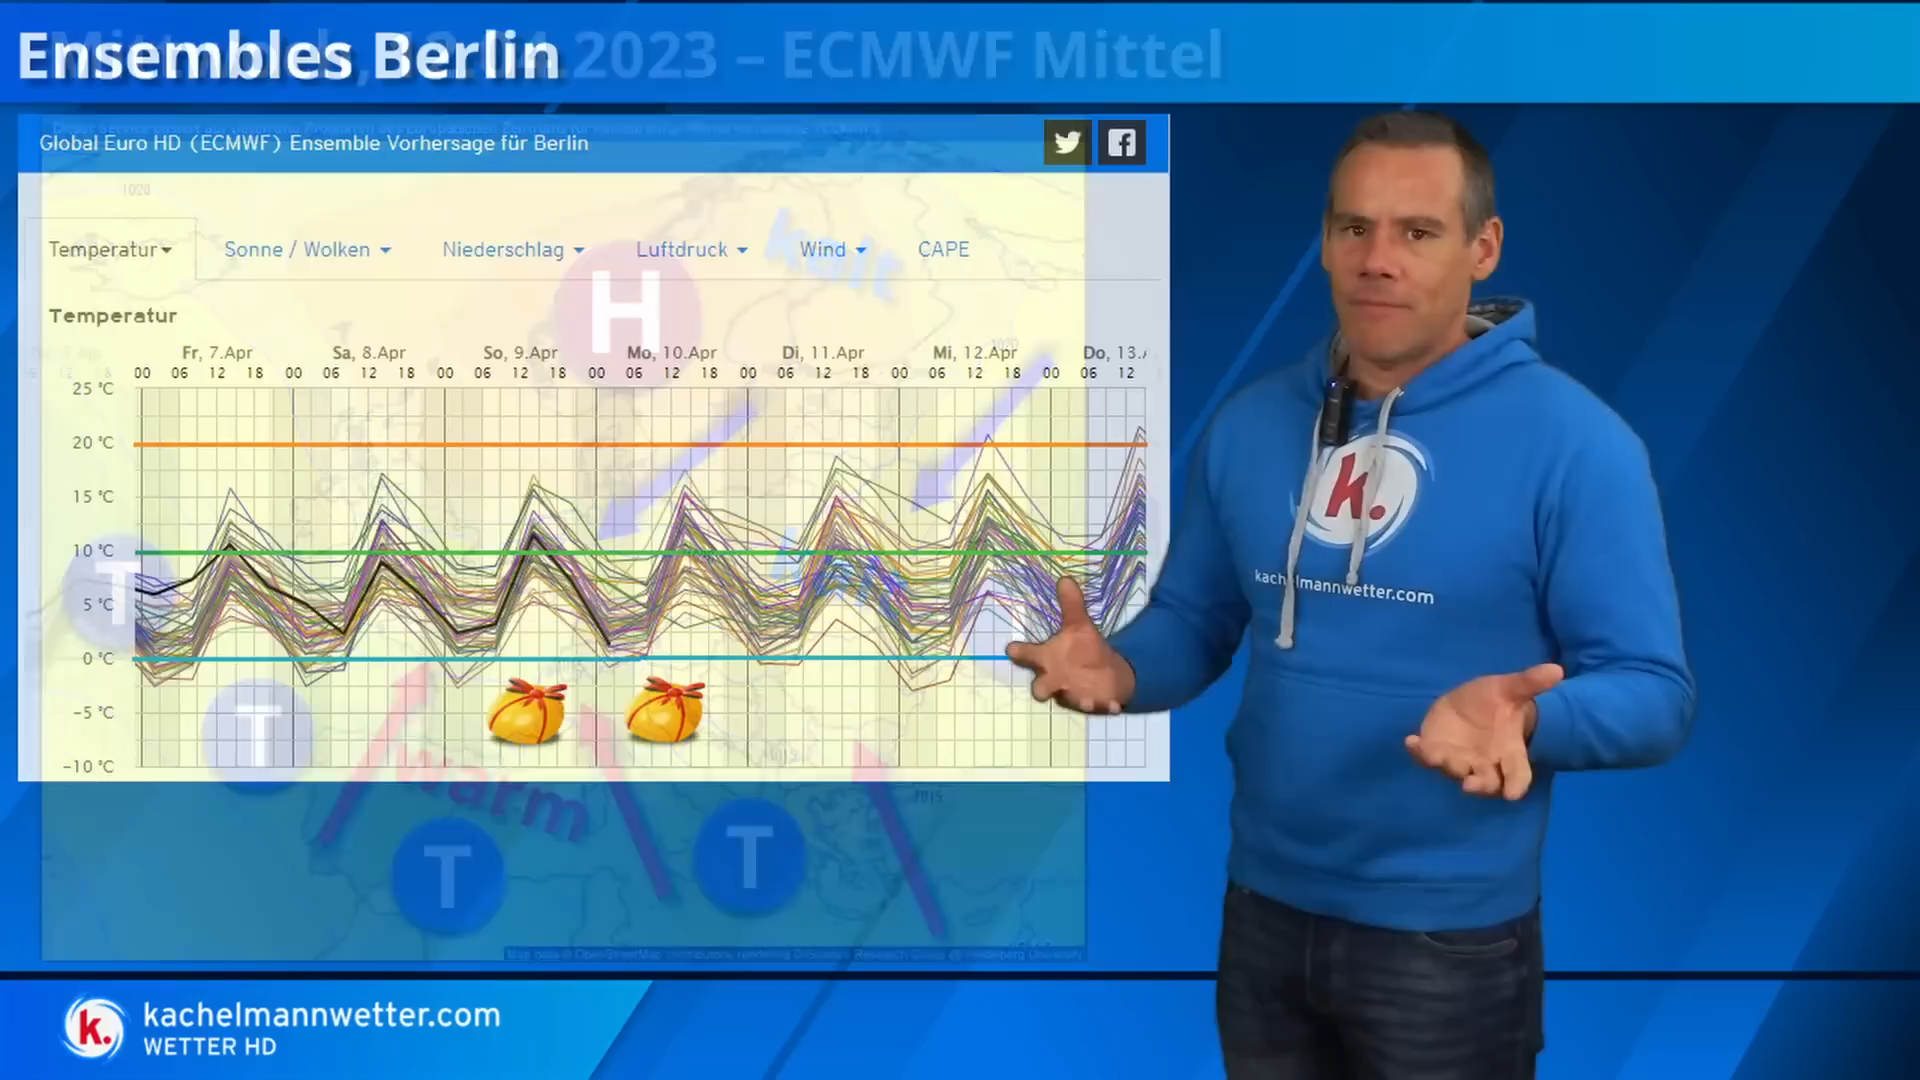 Ensembles Berlin
2023 – ECMWF Mittel
Global Euro HD (ECMWF) Ensemble Vorhersage für Berlin
1020
Temperatur
Sonne / Wolken
Niederschlag
Luftdruck
Wind
CAPE
kalt
H
Temperatur
Fr, 7.Apr Sa, 8.Apr So, 9.Apr Mo, 10.Apr Di, 11.Apr Mi, 12.Apr Do, 13.
00 06 12 18 00 06 12 18 00 06 12 18 00 06 12 18 00 06 12 18 00 06 12 18 00 06 12
25 °C
20 °C
15 °C
10 °C
5 °C
0 °C
-5 °C
-10 °C
T
T
warm
T
T
1015
k.
kachelmannwetter.com
k.
kachelmannwetter.com
WETTER HD